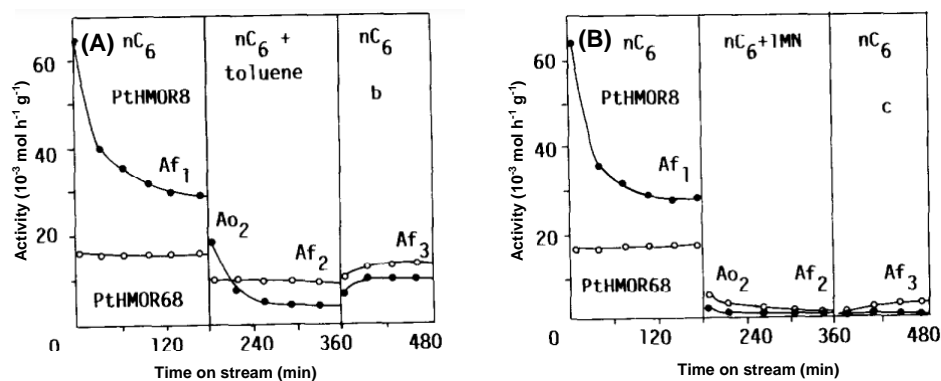 (A)
nC6
nC6 +
toluene
nC6
b
PtHMOR8
Af1
Ao2
Af2
Af3
PtHMOR68
60
40
20
0
Activity (10-3 mol h-1 g-1)
0 120 240 360 480
Time on stream (min)
(B)
nC6
nC6+1MN
nC6
c
PtHMOR8
Af1
Ao2
Af2
Af3
PtHMOR68
60
40
20
0
Activity (10-3 mol h-1 g-1)
0 120 240 360 480
Time on stream (min)